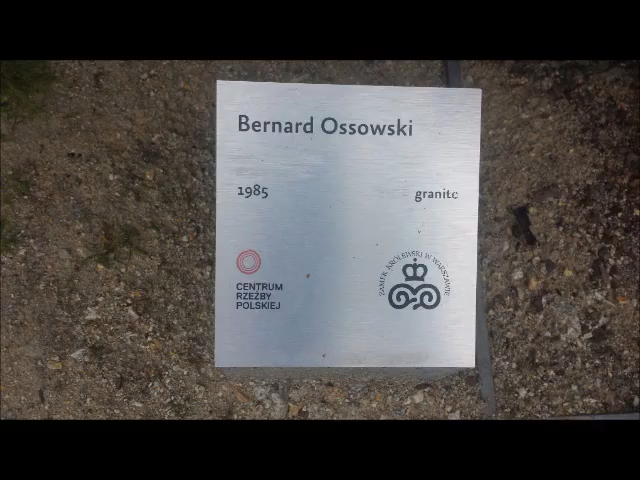 Bernard Ossowski
1985 granite
CENTRUM
RZEŹBY
POLSKIEJ
ZAMEK KRÓLEWSKI W WARSZAWIE